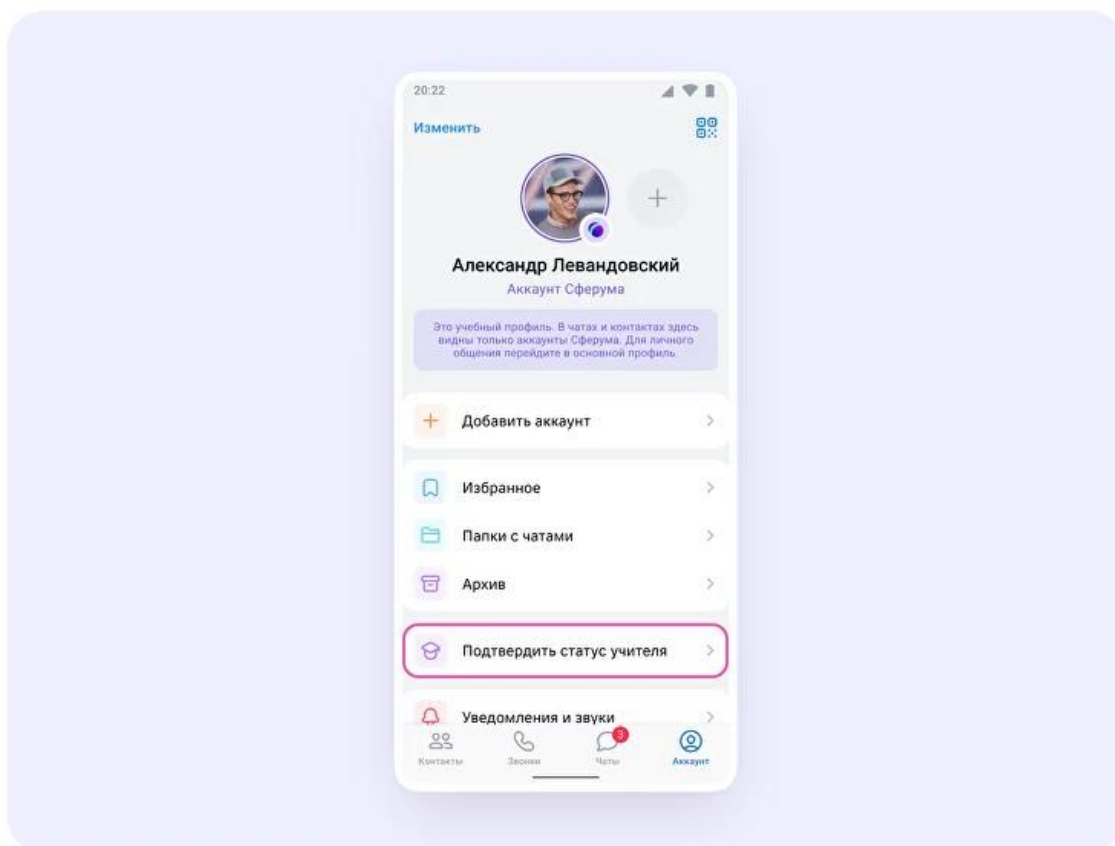 20:22
Изменить
Александр Левандовский
Аккаунт Сферума
Это учебный профиль. В чатах и контактах здесь
видны только аккаунты Сферума. Для личного
общения перейдите в основной профиль
Добавить аккаунт
Избранное
Папки с чатами
Архив
Подтвердить статус учителя
Уведомления и звуки
3
Контакты Звонки Чаты Аккаунт